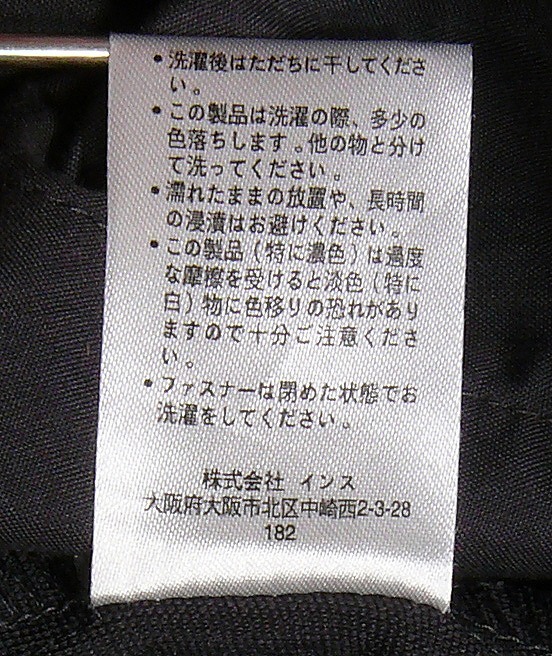 • 洗濯後はただちに干してくださ
い。
• この製品は洗濯の際、多少の
色落ちします。他の物と分け
て洗ってください。
• 濡れたままの放置や、長時間
の浸漬はお避けください。
• この製品(特に濃色)は過度
な摩擦を受けると淡色(特に
白)物に色移りの恐れがあり
ますので十分ご注意くださ
い。
• ファスナーは閉めた状態でお
洗濯をしてください。
株式会社 インス
大阪府大阪市北区中崎西2-3-28
182